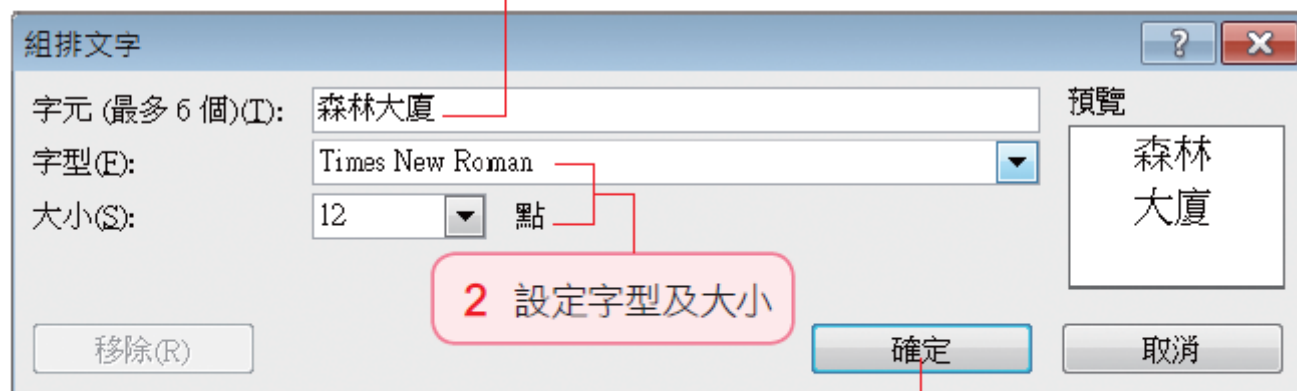 組排文字
字元 (最多 6 個)(T): 森林大廈
預覽
字型(F): Times New Roman
大小(S): 12 點
森林
大廈
2 設定字型及大小
移除(R) 確定 取消